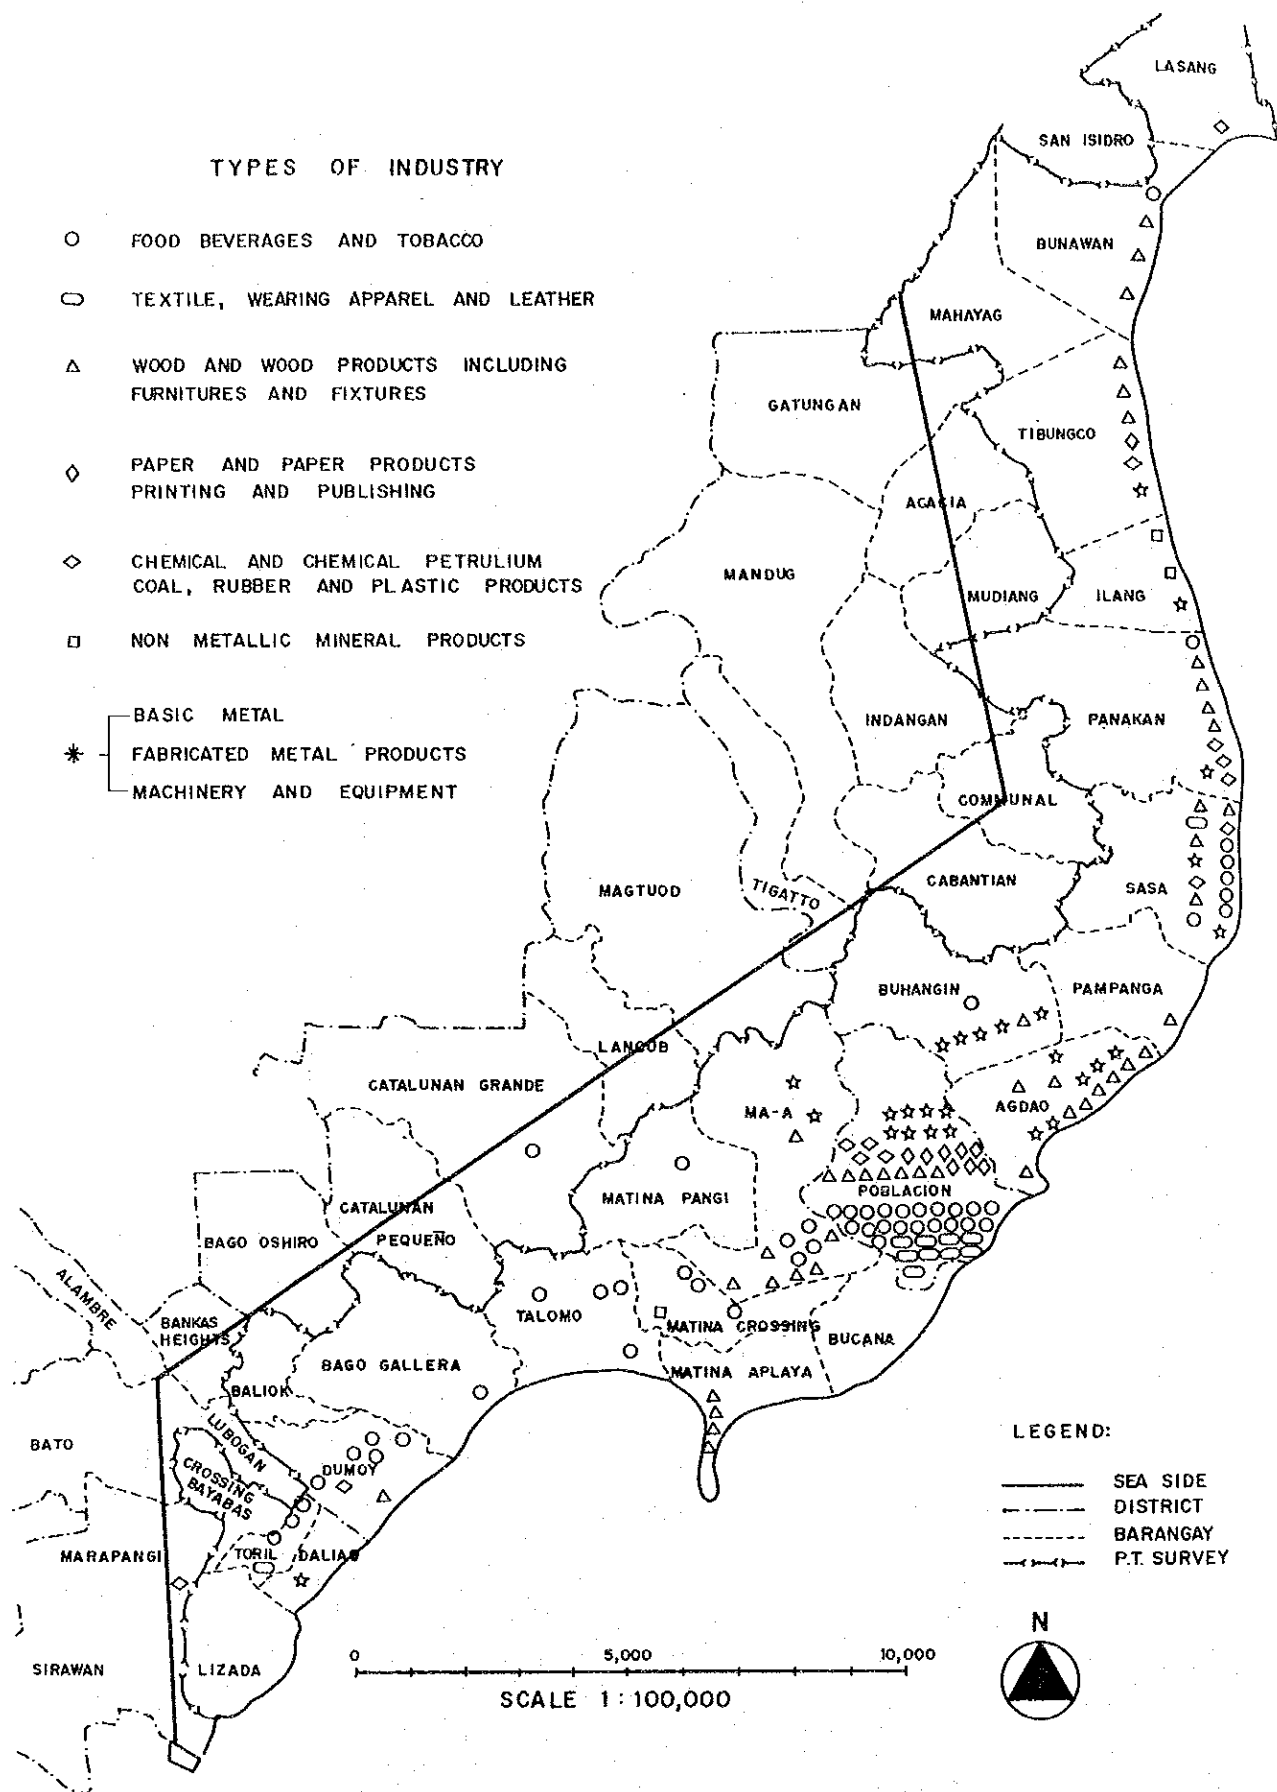 LASANG
SAN ISIDRO
TYPES OF INDUSTRY
FOOD BEVERAGES AND TOBACCO
BUNAWAN
TEXTILE, WEARING APPAREL AND LEATHER
MAHAYAG
WOOD AND WOOD PRODUCTS INCLUDING
FURNITURES AND FIXTURES
GATUNGAN
TIBUNGCO
PAPER AND PAPER PRODUCTS
PRINTING AND PUBLISHING
ACACIA
CHEMICAL AND CHEMICAL PETRULIUM
COAL, RUBBER AND PLASTIC PRODUCTS
MANDUG
MUDIANG
ILANG
NON METALLIC MINERAL PRODUCTS
BASIC METAL
FABRICATED METAL PRODUCTS
MACHINERY AND EQUIPMENT
INDANGAN
PANAKAN
COMMUNAL
CABANTIAN
SASA
MAGTUOD
TIGATTO
BUHANGIN
PAMPANGA
LANGUB
CATALUNAN GRANDE
MA-A
AGDAO
POBLACION
MATINA PANGI
CATALUNAN
PEQUEÑO
BAGO OSHIRO
ALAMBRE
BANKAS
HEIGHTS
TALOMO
MATINA CROSSING
BUCANA
BAGO GALLERA
MATINA APLAYA
BALIOK
LUBOGAN
BATO
CROSSING
BAYABAS
DUMOY
MARAPANGI
TORIL
DALIAO
SIRAWAN
LIZADA
LEGEND:
SEA SIDE
DISTRICT
BARANGAY
P.T. SURVEY
N
0 5,000 10,000
SCALE 1:100,000